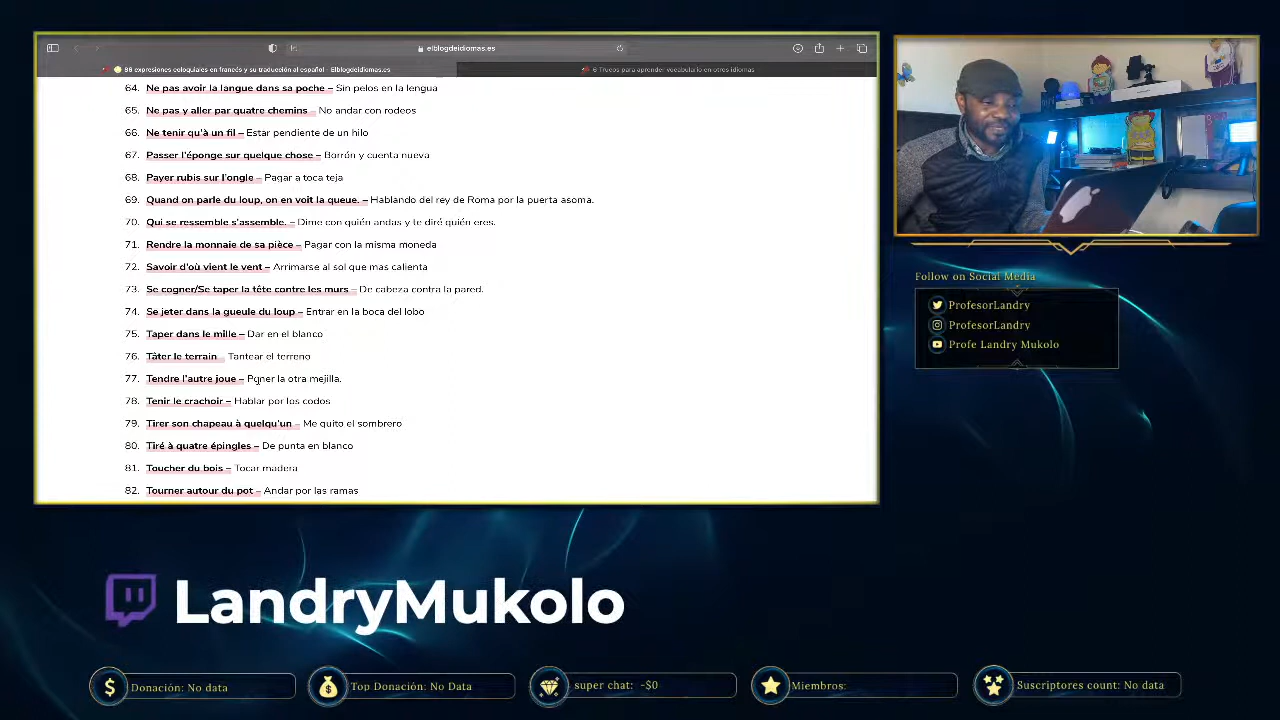 elblogdeidiomas.es
88 expresiones coloquiales en francés y su traducción al español - Elblogdeidiomas.es
6 Trucos para aprender vocabulario en otros idiomas
64. Ne pas avoir la langue dans sa poche – Sin pelos en la lengua
65. Ne pas y aller par quatre chemins – No andar con rodeos
66. Ne tenir qu'à un fil – Estar pendiente de un hilo
67. Passer l'éponge sur quelque chose – Borrón y cuenta nueva
68. Payer rubis sur l'ongle – Pagar a toca teja
69. Quand on parle du loup, on en voit la queue. – Hablando del rey de Roma por la puerta asoma.
70. Qui se ressemble s'assemble. – Dime con quién andas y te diré quién eres.
71. Rendre la monnaie de sa pièce – Pagar con la misma moneda
72. Savoir d'où vient le vent – Arrimarse al sol que mas calienta
73. Se cogner/Se taper la tête contre les murs – De cabeza contra la pared.
74. Se jeter dans la gueule du loup – Entrar en la boca del lobo
75. Taper dans le mille – Dar en el blanco
76. Tâter le terrain – Tantear el terreno
77. Tendre l'autre joue – Poner la otra mejilla.
78. Tenir le crachoir – Hablar por los codos
79. Tirer son chapeau à quelqu'un – Me quito el sombrero
80. Tiré à quatre épingles – De punta en blanco
81. Toucher du bois – Tocar madera
82. Tourner autour du pot – Andar por las ramas
Follow on Social Media
ProfesorLandry
ProfesorLandry
Profe Landry Mukolo
LandryMukolo
Donación: No data
Top Donación: No Data
super chat: -$0
Miembros:
Suscriptores count: No data